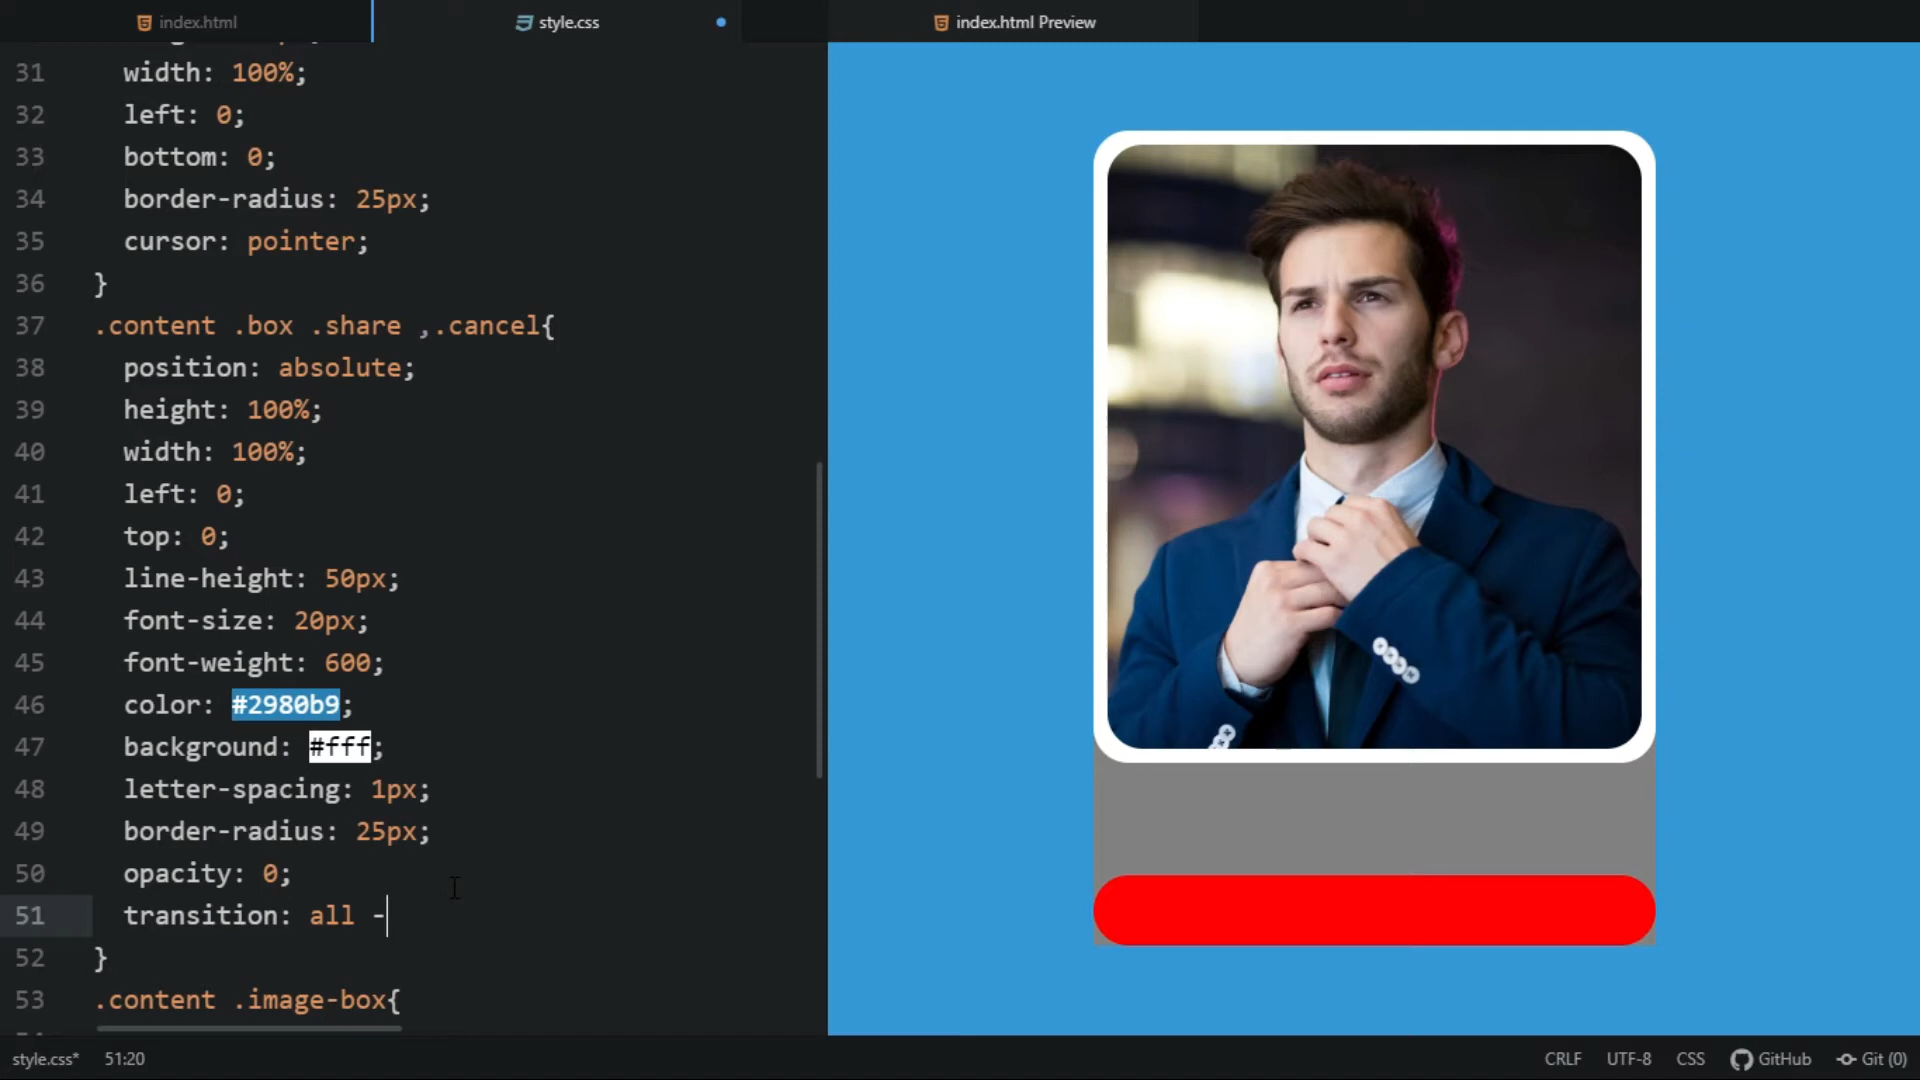 index.html
style.css
index.html Preview
31 width: 100%;
32 left: 0;
33 bottom: 0;
34 border-radius: 25px;
35 cursor: pointer;
36 }
37 .content .box .share ,.cancel{
38 position: absolute;
39 height: 100%;
40 width: 100%;
41 left: 0;
42 top: 0;
43 line-height: 50px;
44 font-size: 20px;
45 font-weight: 600;
46 color: #2980b9;
47 background: #fff;
48 letter-spacing: 1px;
49 border-radius: 25px;
50 opacity: 0;
51 transition: all -
52 }
53 .content .image-box{
style.css* 51:20 CRLF UTF-8 CSS GitHub Git (0)